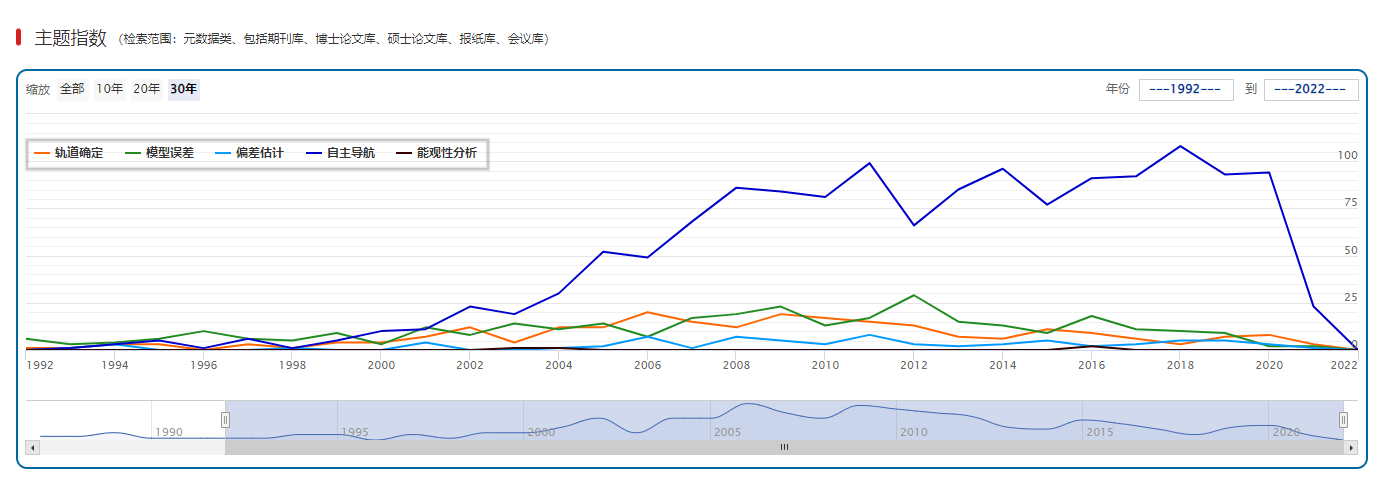 主题指数 （检索范围：元数据类、包括期刊库、博士论文库、硕士论文库、报纸库、会议库）
缩放 全部 10年 20年 30年 年份 ---1992--- 到 ---2022---
轨道确定 模型误差 偏差估计 自主导航 能观性分析
100
75
50
25
0
1992 1994 1996 1998 2000 2002 2004 2006 2008 2010 2012 2014 2016 2018 2020 2022
1990 1995 2000 2005 2010 2015 2020